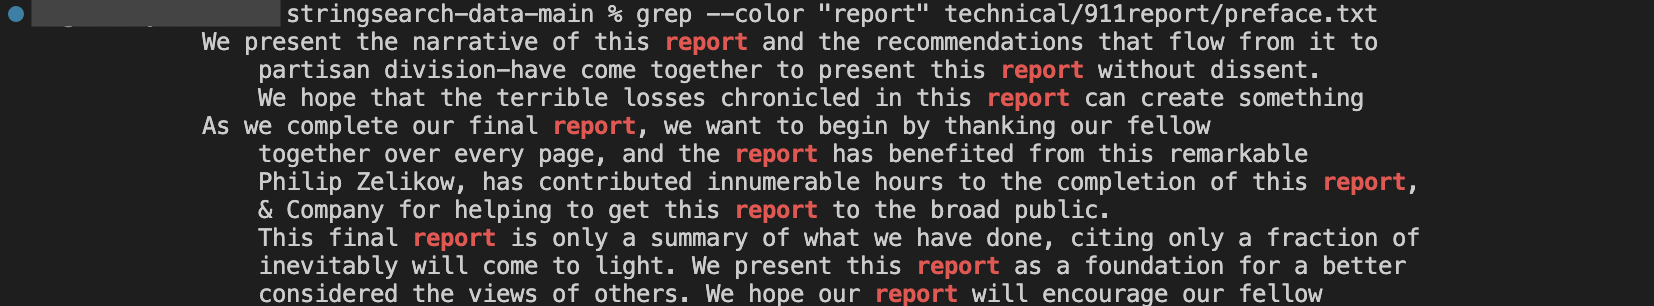 stringsearch-data-main % grep --color "report" technical/911report/preface.txt
We present the narrative of this report and the recommendations that flow from it to
partisan division-have come together to present this report without dissent.
We hope that the terrible losses chronicled in this report can create something
As we complete our final report, we want to begin by thanking our fellow
together over every page, and the report has benefited from this remarkable
Philip Zelikow, has contributed innumerable hours to the completion of this report,
& Company for helping to get this report to the broad public.
This final report is only a summary of what we have done, citing only a fraction of
inevitably will come to light. We present this report as a foundation for a better
considered the views of others. We hope our report will encourage our fellow